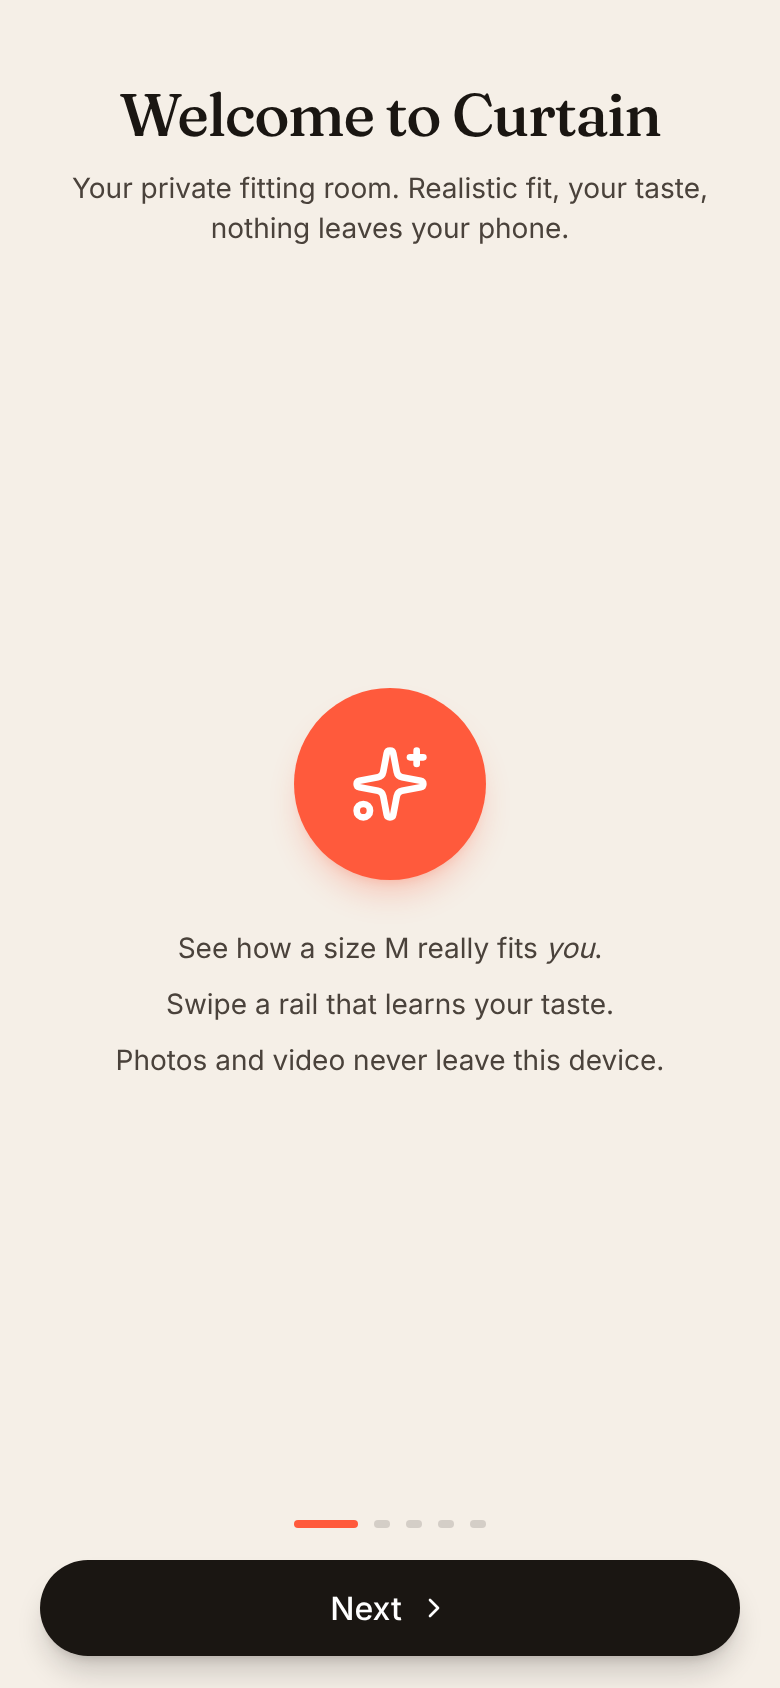 Welcome to Curtain
Your private fitting room. Realistic fit, your taste,
nothing leaves your phone.
See how a size M really fits you.
Swipe a rail that learns your taste.
Photos and video never leave this device.
Next